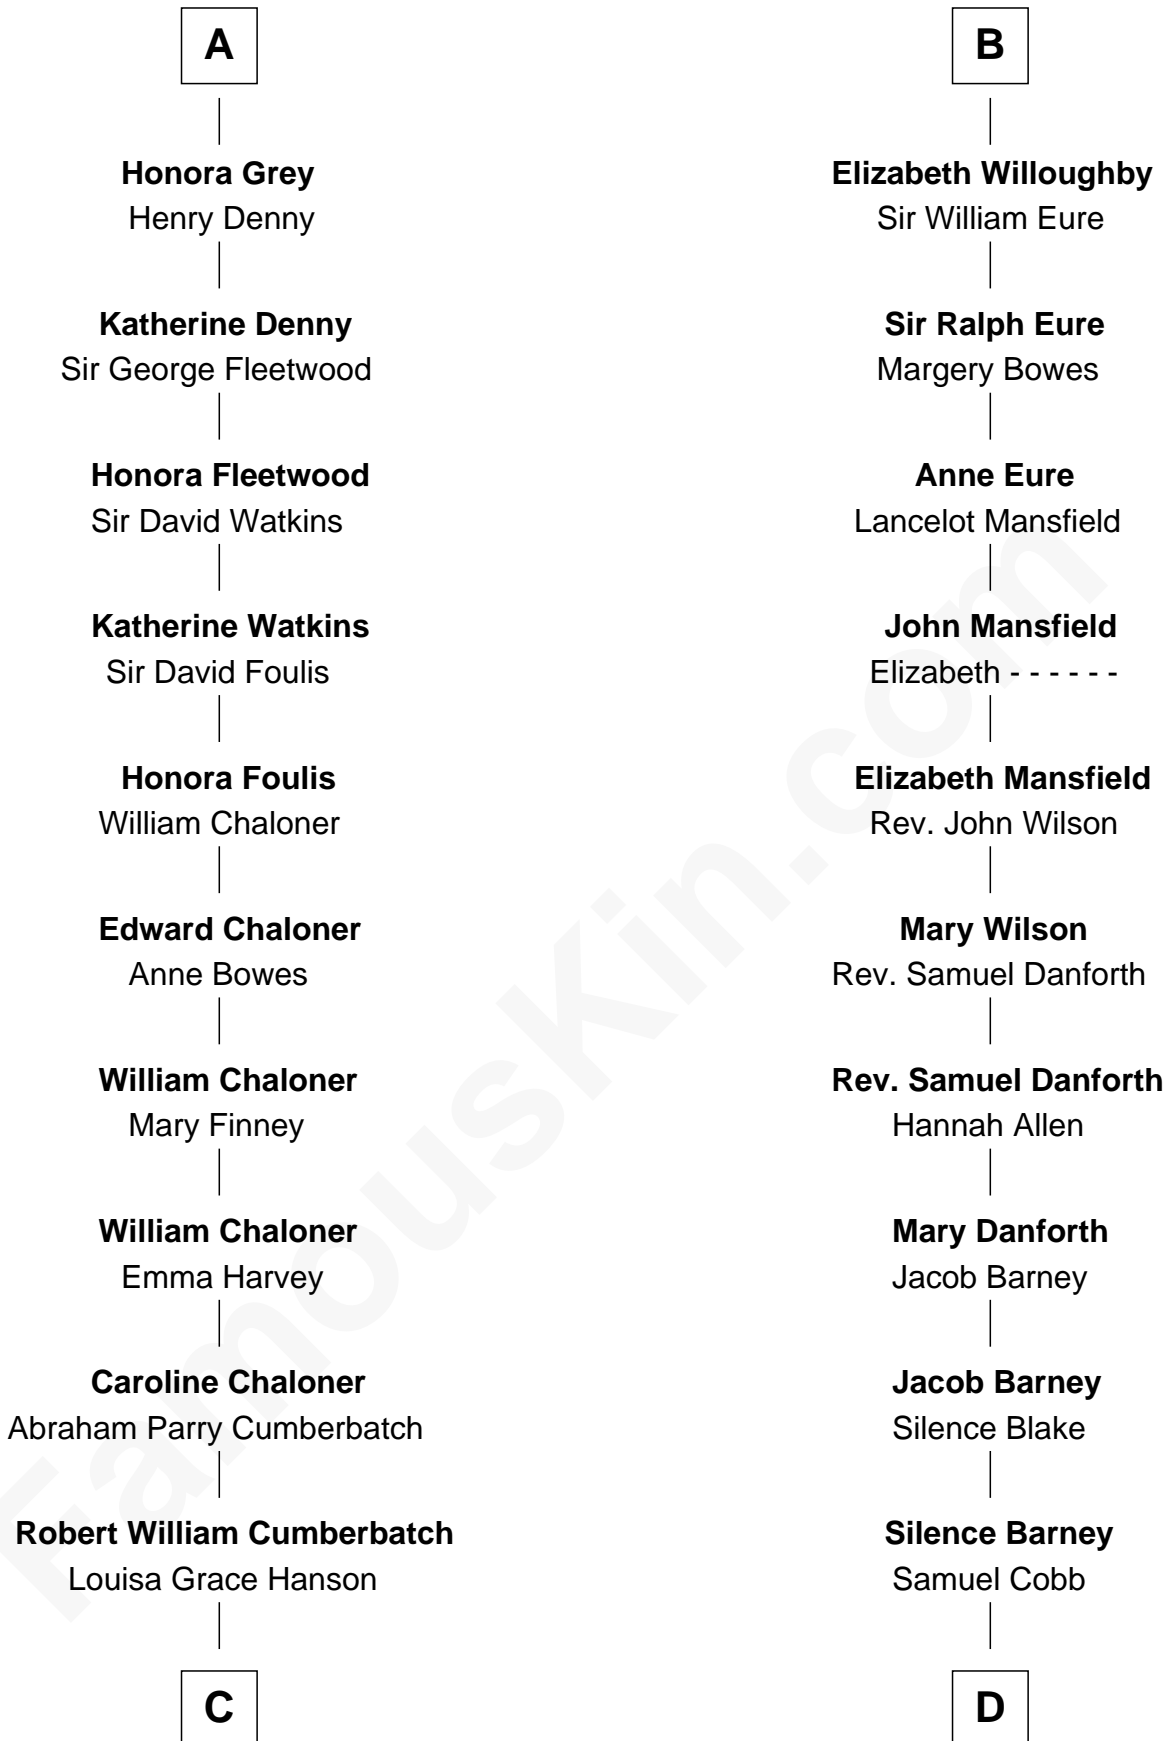 A
Honora Grey
Henry Denny
Katherine Denny
Sir George Fleetwood
Honora Fleetwood
Sir David Watkins
Katherine Watkins
Sir David Foulis
Honora Foulis
William Chaloner
Edward Chaloner
Anne Bowes
William Chaloner
Mary Finney
William Chaloner
Emma Harvey
Caroline Chaloner
Abraham Parry Cumberbatch
Robert William Cumberbatch
Louisa Grace Hanson
C
B
Elizabeth Willoughby
Sir William Eure
Sir Ralph Eure
Margery Bowes
Anne Eure
Lancelot Mansfield
John Mansfield
Elizabeth - - - - - -
Elizabeth Mansfield
Rev. John Wilson
Mary Wilson
Rev. Samuel Danforth
Rev. Samuel Danforth
Hannah Allen
Mary Danforth
Jacob Barney
Jacob Barney
Silence Blake
Silence Barney
Samuel Cobb
D
FamousKin.com